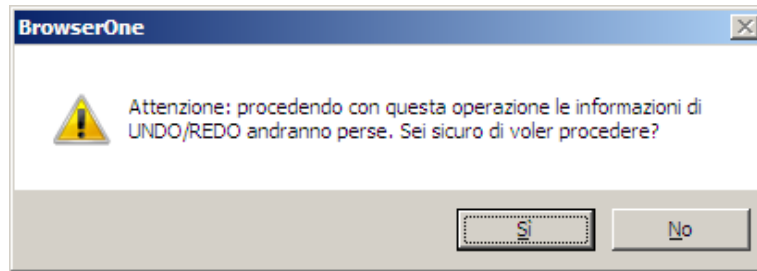 BrowserOne
Attenzione: procedendo con questa operazione le informazioni di
UNDO/REDO andranno perse. Sei sicuro di voler procedere?
Sì
No